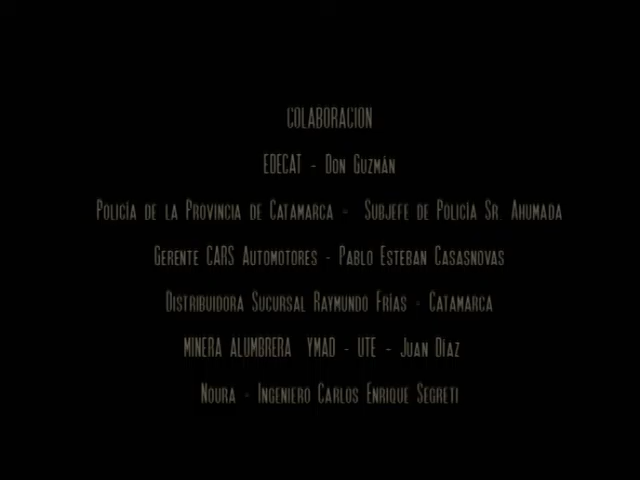 COLABORACION
EDECAT - Don Guzmán
Policía de la Provincia de Catamarca - Subjefe de Policía Sr. Ahumada
Gerente CARS Automotores - Pablo Esteban Casasnovas
Distribuidora Sucursal Raymundo Frías - Catamarca
MINERA ALUMBRERA YMAD - UTE - Juan Díaz
Noura - Ingeniero Carlos Enrique Segreti